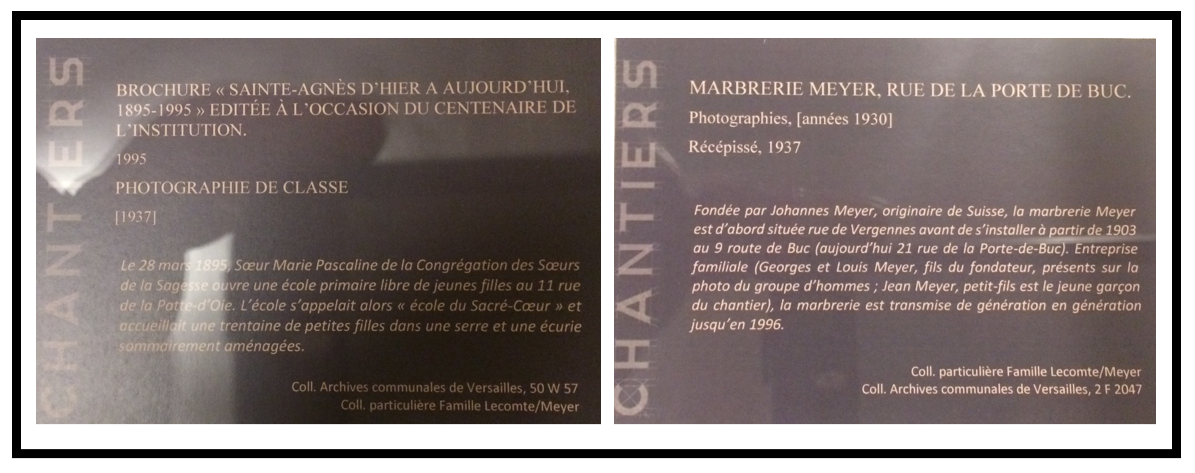 CHANTIERS
BROCHURE « SAINTE-AGNÈS D'HIER A AUJOURD'HUI,
1895-1995 » EDITÉE À L'OCCASION DU CENTENAIRE DE
L'INSTITUTION.
1995
PHOTOGRAPHIE DE CLASSE
[1937]
Le 28 mars 1895, Sœur Marie Pascaline de la Congrégation des Sœurs
de la Sagesse ouvre une école primaire libre de jeunes filles au 11 rue
de la Patte-d'Oie. L'école s'appelait alors « école du Sacré-Cœur » et
accueillait une trentaine de petites filles dans une serre et une écurie
sommairement aménagées.
Coll. Archives communales de Versailles, 50 W 57
Coll. particulière Famille Lecomte/Meyer
CHANTIERS
MARBRERIE MEYER, RUE DE LA PORTE DE BUC.
Photographies, [années 1930]
Récépissé, 1937
Fondée par Johannes Meyer, originaire de Suisse, la marbrerie Meyer
est d'abord située rue de Vergennes avant de s'installer à partir de 1903
au 9 route de Buc (aujourd'hui 21 rue de la Porte-de-Buc). Entreprise
familiale (Georges et Louis Meyer, fils du fondateur, présents sur la
photo du groupe d'hommes ; Jean Meyer, petit-fils est le jeune garçon
du chantier), la marbrerie est transmise de génération en génération
jusqu'en 1996.
Coll. particulière Famille Lecomte/Meyer
Coll. Archives communales de Versailles, 2 F 2047